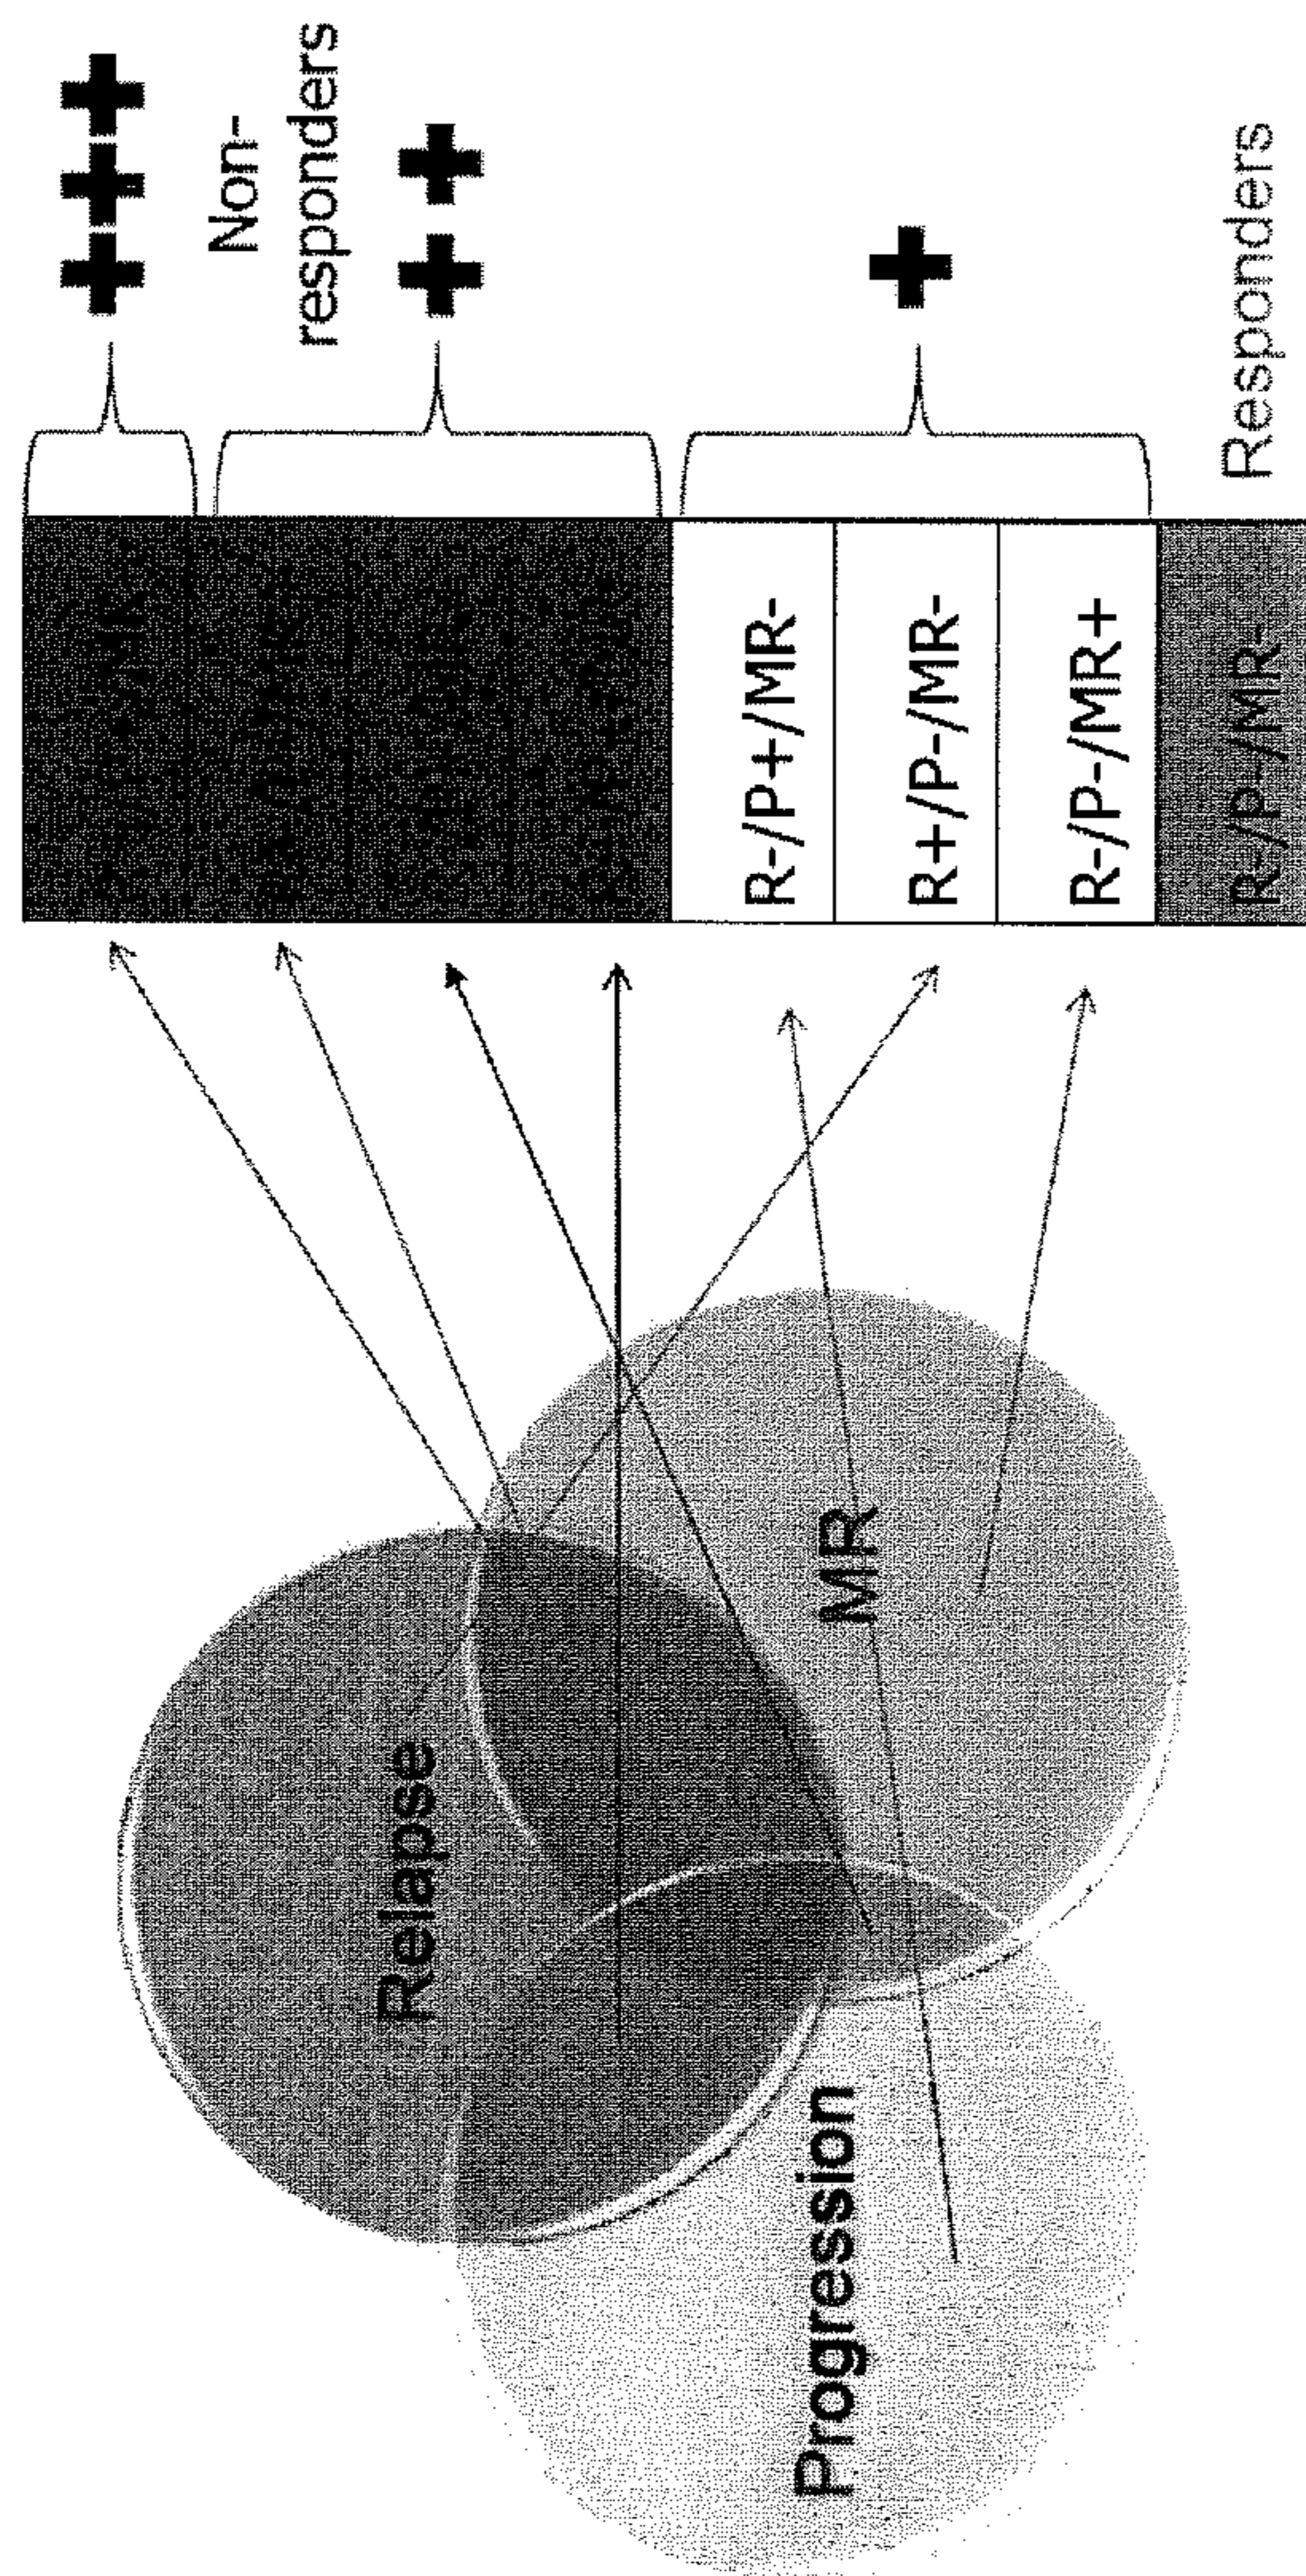 Relapse
Progression
MR
R-/P+/MR-
R+/P-/MR-
R-/P-/MR+
R-/P-/MR-
+++
Non-
responders
++
+
Responders